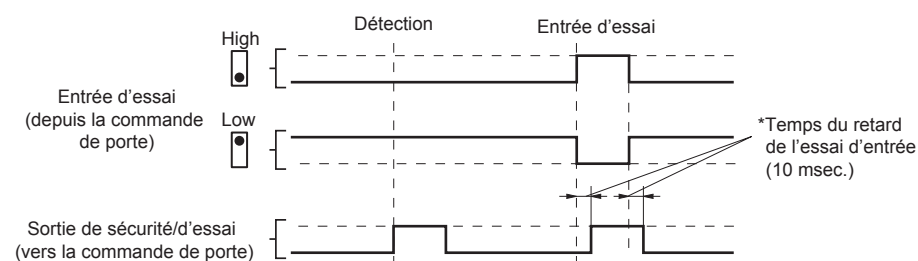 Détection
Entrée d'essai
High
Entrée d'essai
(depuis la commande
de porte)
Low
*Temps du retard
de l'essai d'entrée
(10 msec.)
Sortie de sécurité/d'essai
(vers la commande de porte)